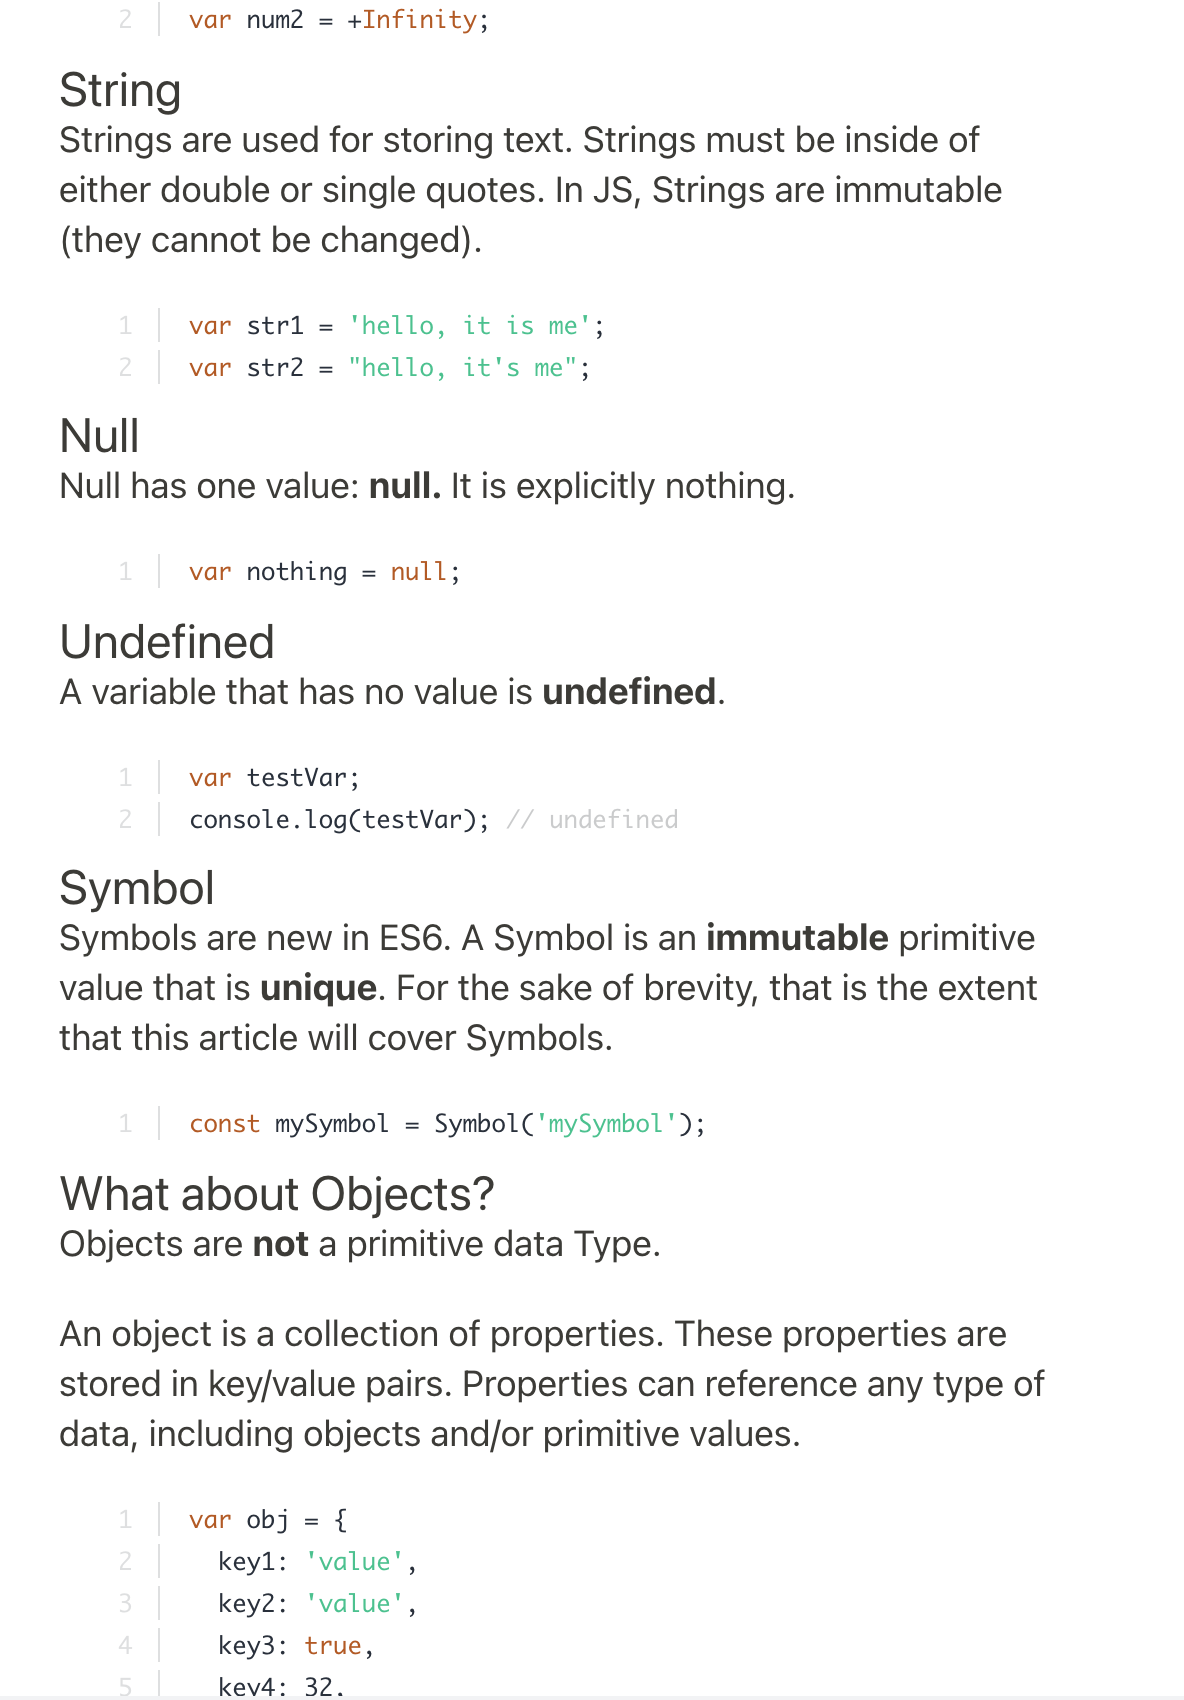 2 var num2 = +Infinity;
String
Strings are used for storing text. Strings must be inside of
either double or single quotes. In JS, Strings are immutable
(they cannot be changed).
1 var str1 = 'hello, it is me';
2 var str2 = "hello, it's me";
Null
Null has one value: null. It is explicitly nothing.
1 var nothing = null;
Undefined
A variable that has no value is undefined.
1 var testVar;
2 console.log(testVar); // undefined
Symbol
Symbols are new in ES6. A Symbol is an immutable primitive
value that is unique. For the sake of brevity, that is the extent
that this article will cover Symbols.
1 const mySymbol = Symbol('mySymbol');
What about Objects?
Objects are not a primitive data Type.
An object is a collection of properties. These properties are
stored in key/value pairs. Properties can reference any type of
data, including objects and/or primitive values.
1 var obj = {
2 key1: 'value',
3 key2: 'value',
4 key3: true,
5 key4: 32,